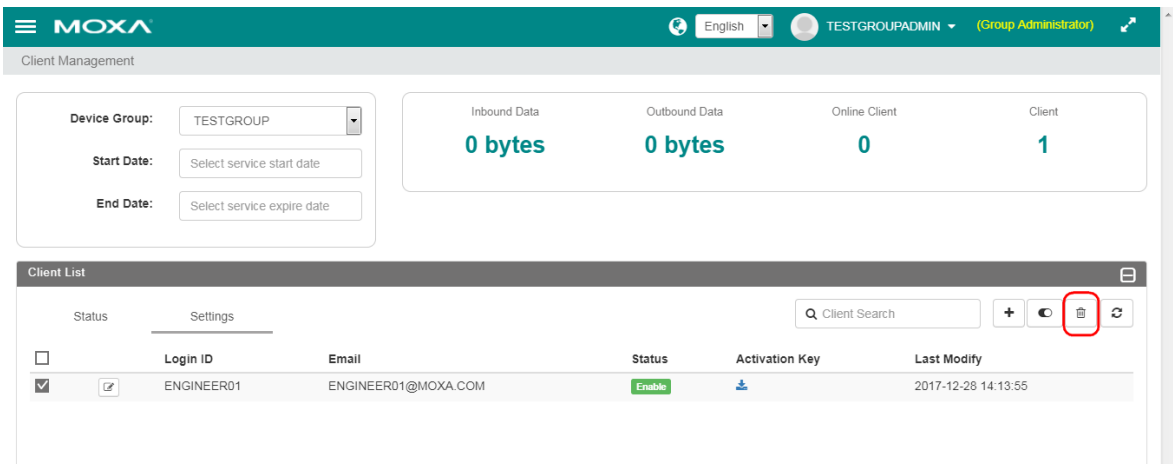 MOXA
English
TESTGROUPADMIN
(Group Administrator)
Client Management
Device Group:
TESTGROUP
Start Date:
Select service start date
End Date:
Select service expire date
Inbound Data
0 bytes
Outbound Data
0 bytes
Online Client
0
Client
1
Client List
Status
Settings
Client Search
Login ID
Email
Status
Activation Key
Last Modify
ENGINEER01
ENGINEER01@MOXA.COM
Enable
2017-12-28 14:13:55